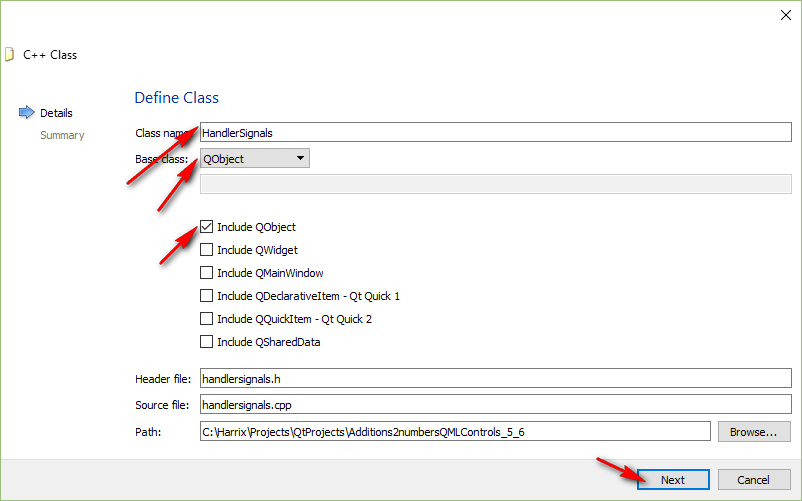 C++ Class
Details
Summary
Define Class
Class name: HandlerSignals
Base class: QObject
Include QObject
Include QWidget
Include QMainWindow
Include QDeclarativeItem - Qt Quick 1
Include QQuickItem - Qt Quick 2
Include QSharedData
Header file: handlersignals.h
Source file: handlersignals.cpp
Path: C:\Harrix\Projects\QtProjects\Additions2numbersQMLControls_5_6 Browse...
Next Cancel